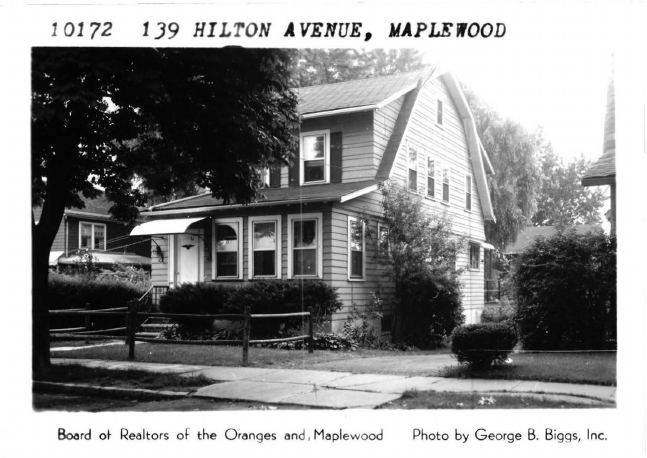 10172 139 HILTON AVENUE, MAPLEWOOD
Board of Realtors of the Oranges and, Maplewood Photo by George B. Biggs, Inc.